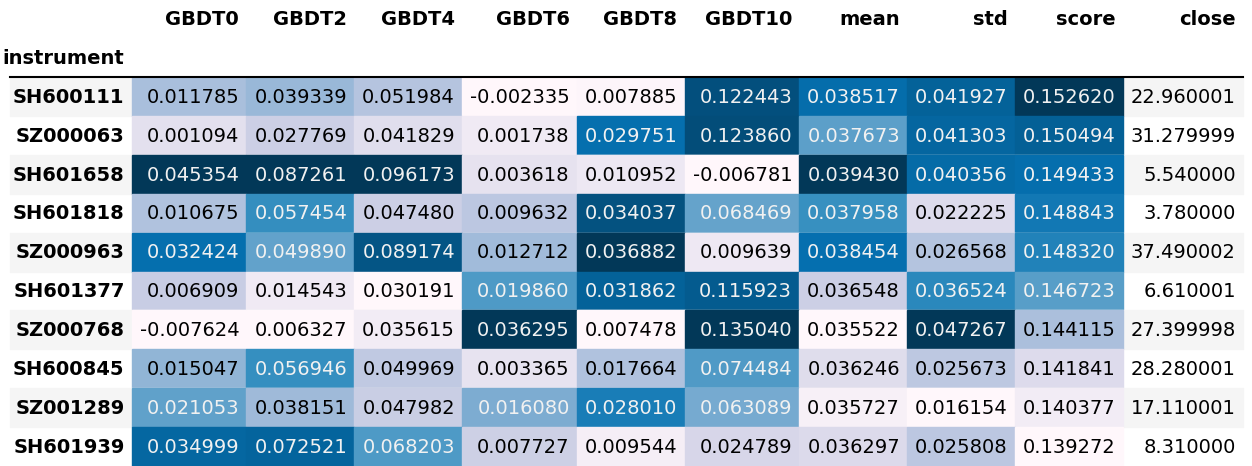 GBDT0 GBDT2 GBDT4 GBDT6 GBDT8 GBDT10 mean std score close
instrument
SH600111 0.011785 0.039339 0.051984 -0.002335 0.007885 0.122443 0.038517 0.041927 0.152620 22.960001
SZ000063 0.001094 0.027769 0.041829 0.001738 0.029751 0.123860 0.037673 0.041303 0.150494 31.279999
SH601658 0.045354 0.087261 0.096173 0.003618 0.010952 -0.006781 0.039430 0.040356 0.149433 5.540000
SH601818 0.010675 0.057454 0.047480 0.009632 0.034037 0.068469 0.037958 0.022225 0.148843 3.780000
SZ000963 0.032424 0.049890 0.089174 0.012712 0.036882 0.009639 0.038454 0.026568 0.148320 37.490002
SH601377 0.006909 0.014543 0.030191 0.019860 0.031862 0.115923 0.036548 0.036524 0.146723 6.610001
SZ000768 -0.007624 0.006327 0.035615 0.036295 0.007478 0.135040 0.035522 0.047267 0.144115 27.399998
SH600845 0.015047 0.056946 0.049969 0.003365 0.017664 0.074484 0.036246 0.025673 0.141841 28.280001
SZ001289 0.021053 0.038151 0.047982 0.016080 0.028010 0.063089 0.035727 0.016154 0.140377 17.110001
SH601939 0.034999 0.072521 0.068203 0.007727 0.009544 0.024789 0.036297 0.025808 0.139272 8.310000